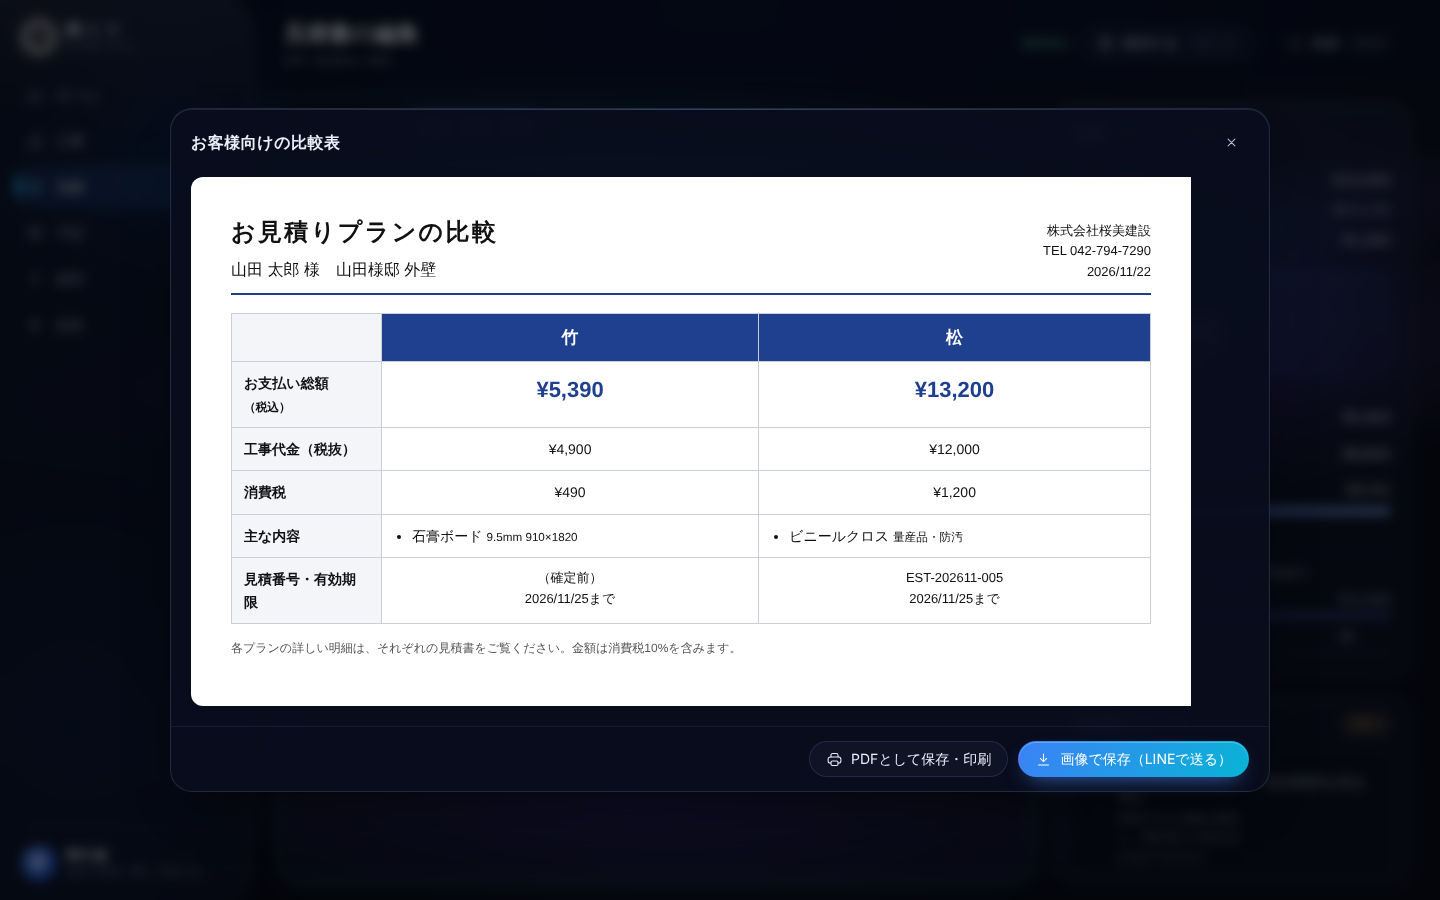 お客様向けの比較表
お見積りプランの比較
山田 太郎 様　山田様邸 外壁
株式会社桜美建設
TEL 042-794-7290
2026/11/22
竹 松
お支払い総額
（税込） ¥5,390 ¥13,200
工事代金（税抜） ¥4,900 ¥12,000
消費税 ¥490 ¥1,200
主な内容 • 石膏ボード 9.5mm 910×1820 • ビニールクロス 量産品・防汚
見積番号・有効期
限
（確定前）
2026/11/25まで
EST-202611-005
2026/11/25まで
各プランの詳しい明細は、それぞれの見積書をご覧ください。金額は消費税10%を含みます。
PDFとして保存・印刷 画像で保存（LINEで送る）